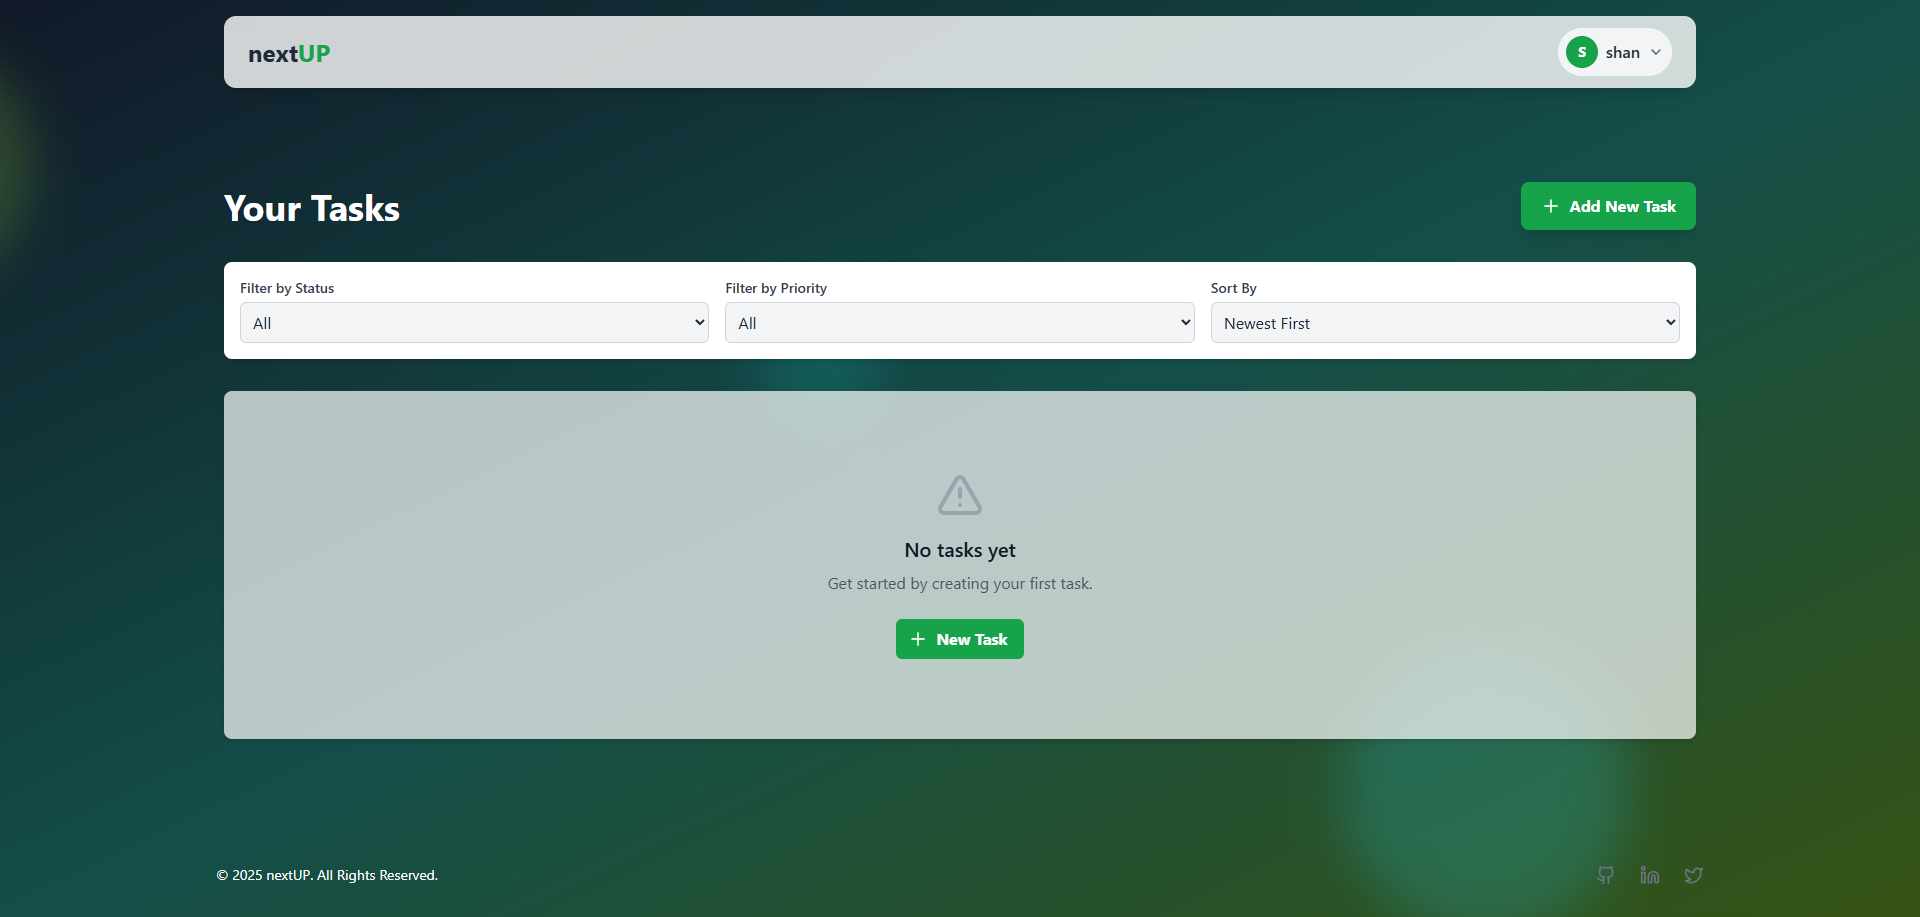 nextUP
S shan
Your Tasks
+ Add New Task
Filter by Status
Filter by Priority
Sort By
All
All
Newest First
No tasks yet
Get started by creating your first task.
+ New Task
© 2025 nextUP. All Rights Reserved.